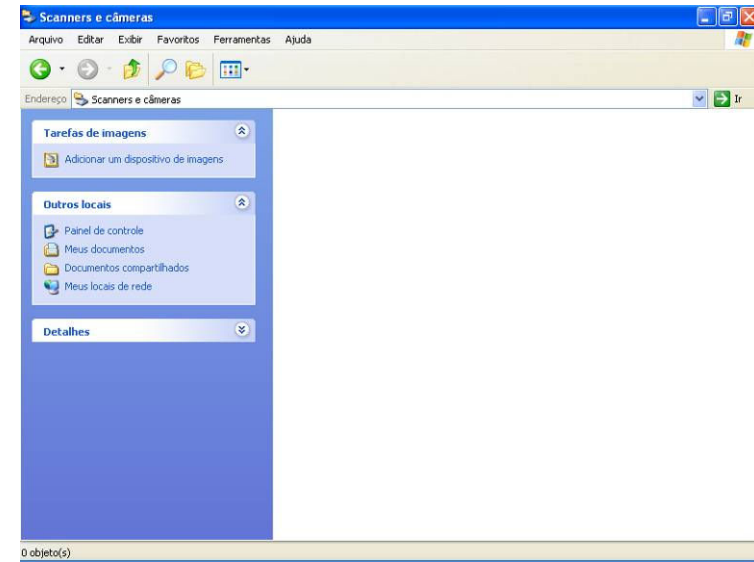 Scanners e câmeras
Arquivo Editar Exibir Favoritos Ferramentas Ajuda
Endereço Scanners e câmeras Ir
Tarefas de imagens
Adicionar um dispositivo de imagens
Outros locais
Painel de controle
Meus documentos
Documentos compartilhados
Meus locais de rede
Detalhes
0 objeto(s)